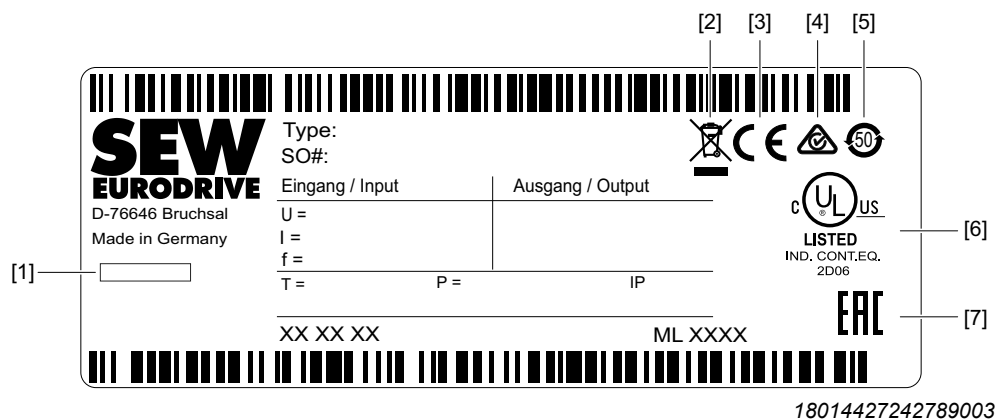 [2] [3] [4] [5]
SEW
EURODRIVE
D-76646 Bruchsal
Made in Germany
[1]
Type:
SO#:
Eingang / Input Ausgang / Output
U =
I =
f =
T = P = IP
XX XX XX ML XXXX
CE
50
C UL US
®
LISTED
IND. CONT.EQ.
2D06
[6]
EAC
[7]
18014427242789003